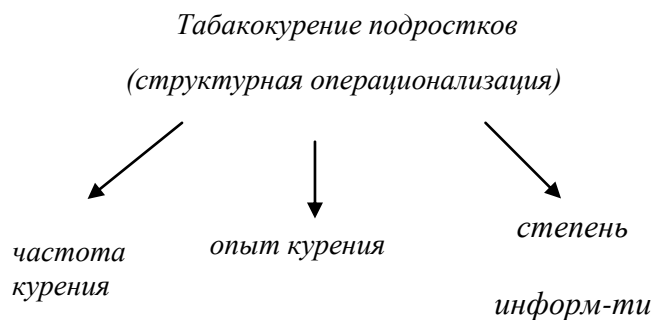 Табакокурение подростков
(структурная операционализация)
частота
курения
опыт курения
степень
информ-ти